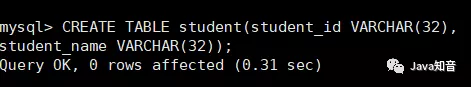 mysql> CREATE TABLE student(student_id VARCHAR(32),
student_name VARCHAR(32));
Query OK, 0 rows affected (0.31 sec)
Java知音